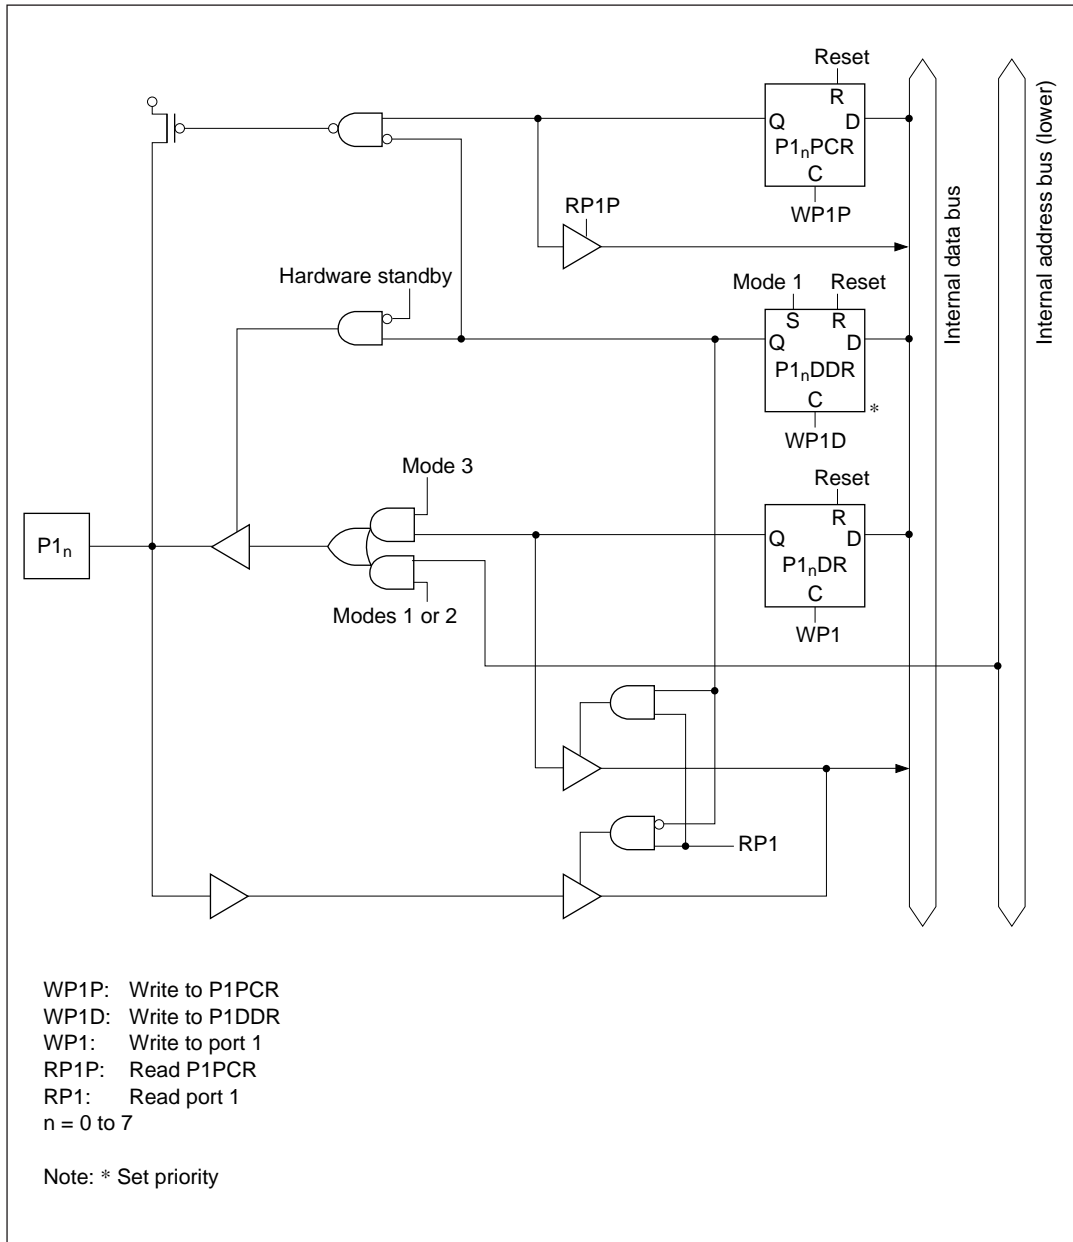 Reset
R
Q D
P1nPCR
C
WP1P
RP1P
Hardware standby
Mode 1 Reset
S R
Q D
P1nDDR
C
*
WP1D
Mode 3
Reset
R
Q D
P1nDR
C
WP1
P1n
Modes 1 or 2
RP1
Internal data bus
Internal address bus (lower)
WP1P: Write to P1PCR
WP1D: Write to P1DDR
WP1: Write to port 1
RP1P: Read P1PCR
RP1: Read port 1
n = 0 to 7
Note: * Set priority